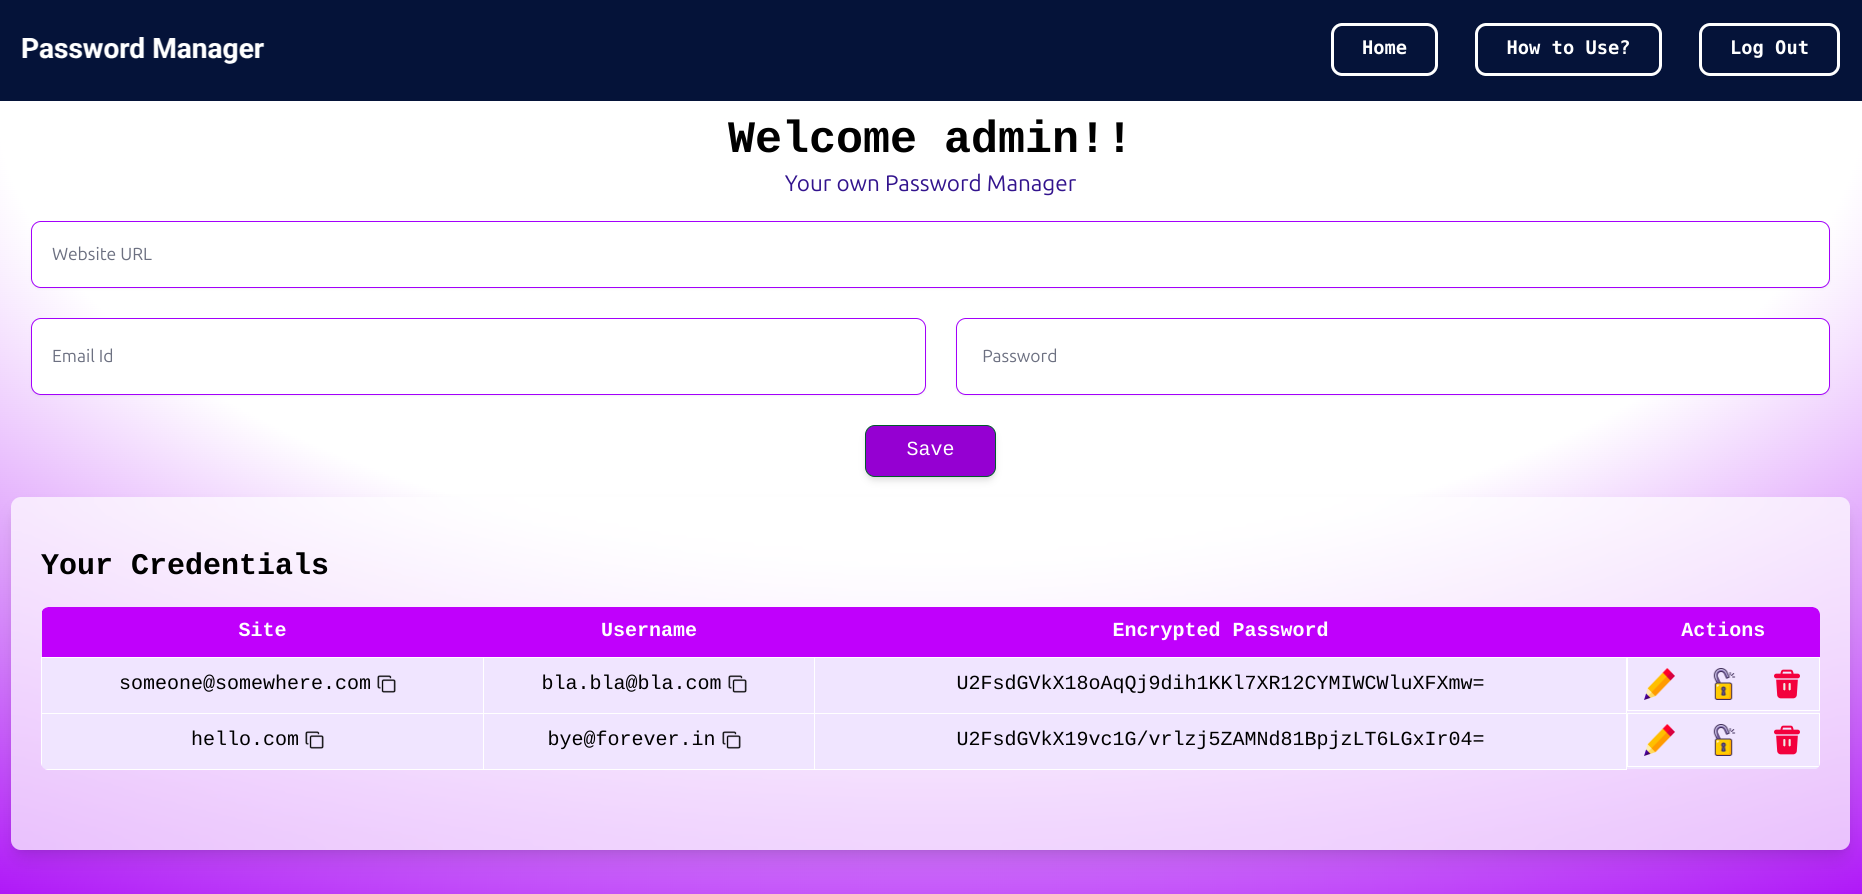 Password Manager
Home
How to Use?
Log Out
Welcome admin!!
Your own Password Manager
Website URL
Email Id
Password
Save
Your Credentials
Site Username Encrypted Password Actions
someone@somewhere.com bla.bla@bla.com U2FsdGVkX18oAqQj9dih1KKl7XR12CYMIWCWluXFXmw=
hello.com bye@forever.in U2FsdGVkX19vc1G/vrlzj5ZAMNd81BpjzLT6LGxIr04=